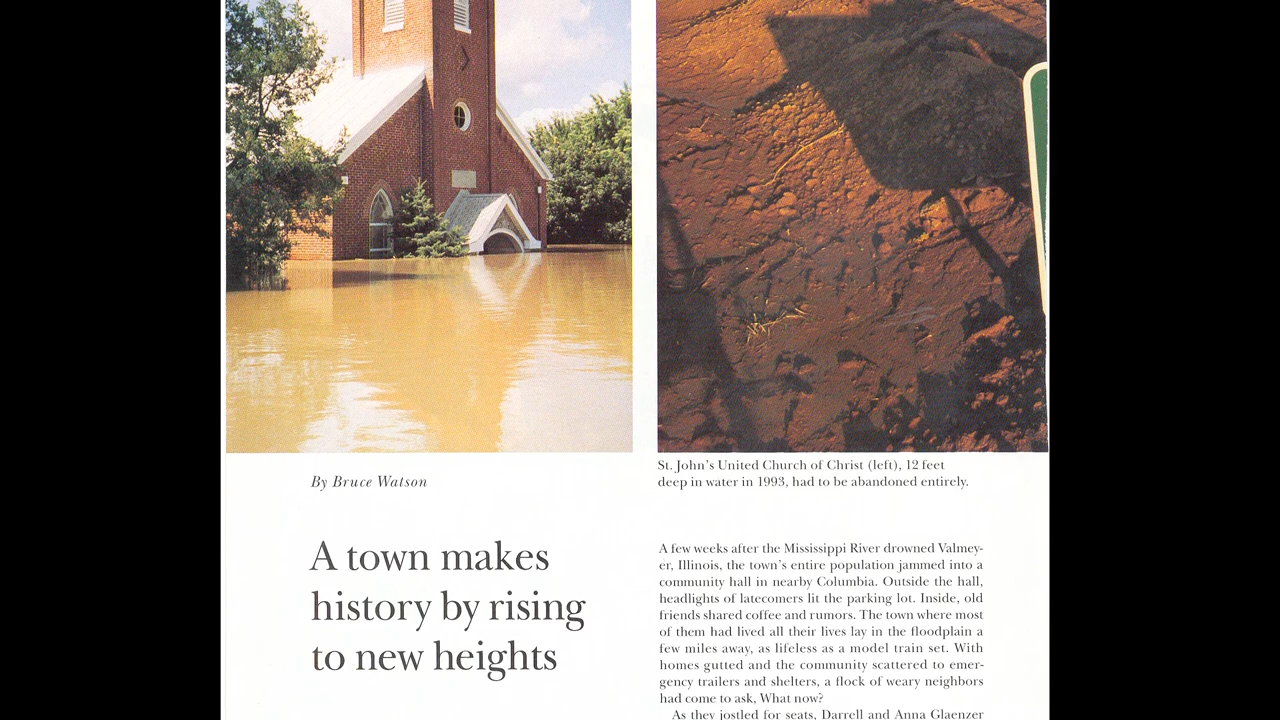 By Bruce Watson
A town makes
history by rising
to new heights
St. John's United Church of Christ (left), 12 feet
deep in water in 1993, had to be abandoned entirely.
A few weeks after the Mississippi River drowned Valmey-
er, Illinois, the town's entire population jammed into a
community hall in nearby Columbia. Outside the hall,
headlights of latecomers lit the parking lot. Inside, old
friends shared coffee and rumors. The town where most
of them had lived all their lives lay in the floodplain a
few miles away, as lifeless as a model train set. With
homes gutted and the community scattered to emer-
gency trailers and shelters, a flock of weary neighbors
had come to ask, What now?
As they jostled for seats, Darrell and Anna Glaenzer